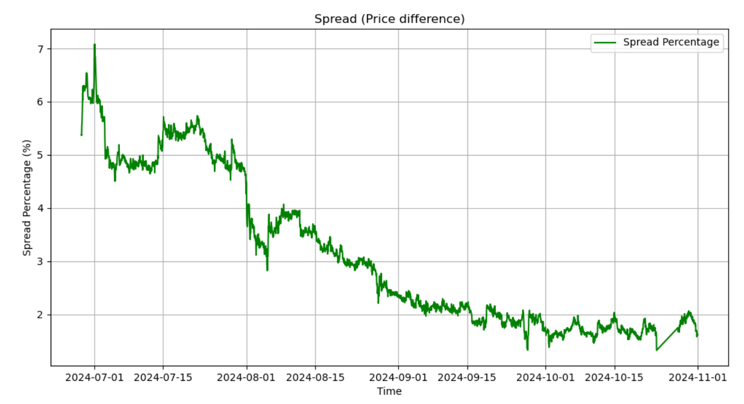 Spread (Price difference)
Spread Percentage
7
6
5
4
3
2
Spread Percentage (%)
2024-07-01 2024-07-15 2024-08-01 2024-08-15 2024-09-01 2024-09-15 2024-10-01 2024-10-15 2024-11-01
Time